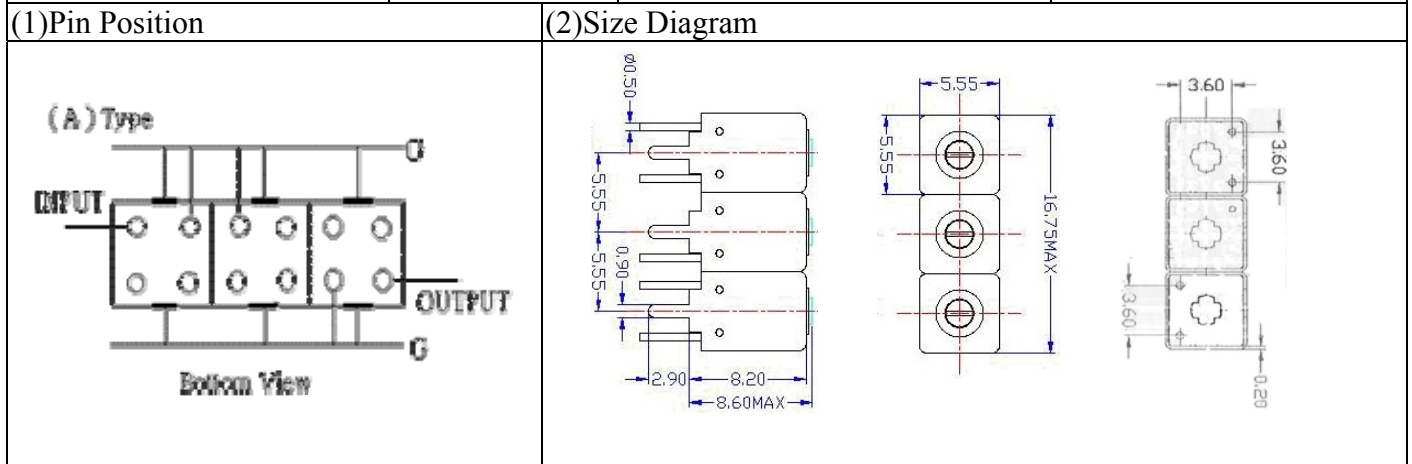 (1)Pin Position
(2)Size Diagram
(A)Type
G
INPUT
OUTPUT
G
Bottom View
ø0.50
5.55
5.55
0.90
2.90
8.20
8.60MAX
5.55
5.55
16.75MAX
3.60
3.60
3.60
0.20